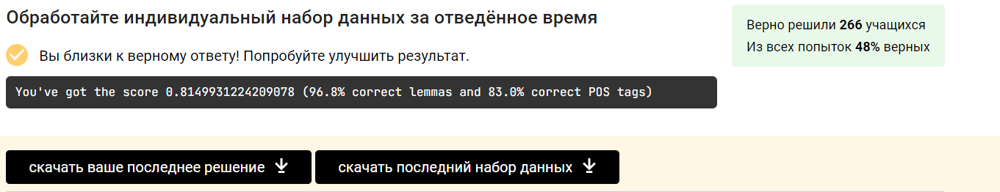 Обработайте индивидуальный набор данных за отведённое время
Верно решили 266 учащихся
Из всех попыток 48% верных
Вы близки к верному ответу! Попробуйте улучшить результат.
You've got the score 0.8149931224209078 (96.8% correct lemmas and 83.0% correct POS tags)
скачать ваше последнее решение
скачать последний набор данных